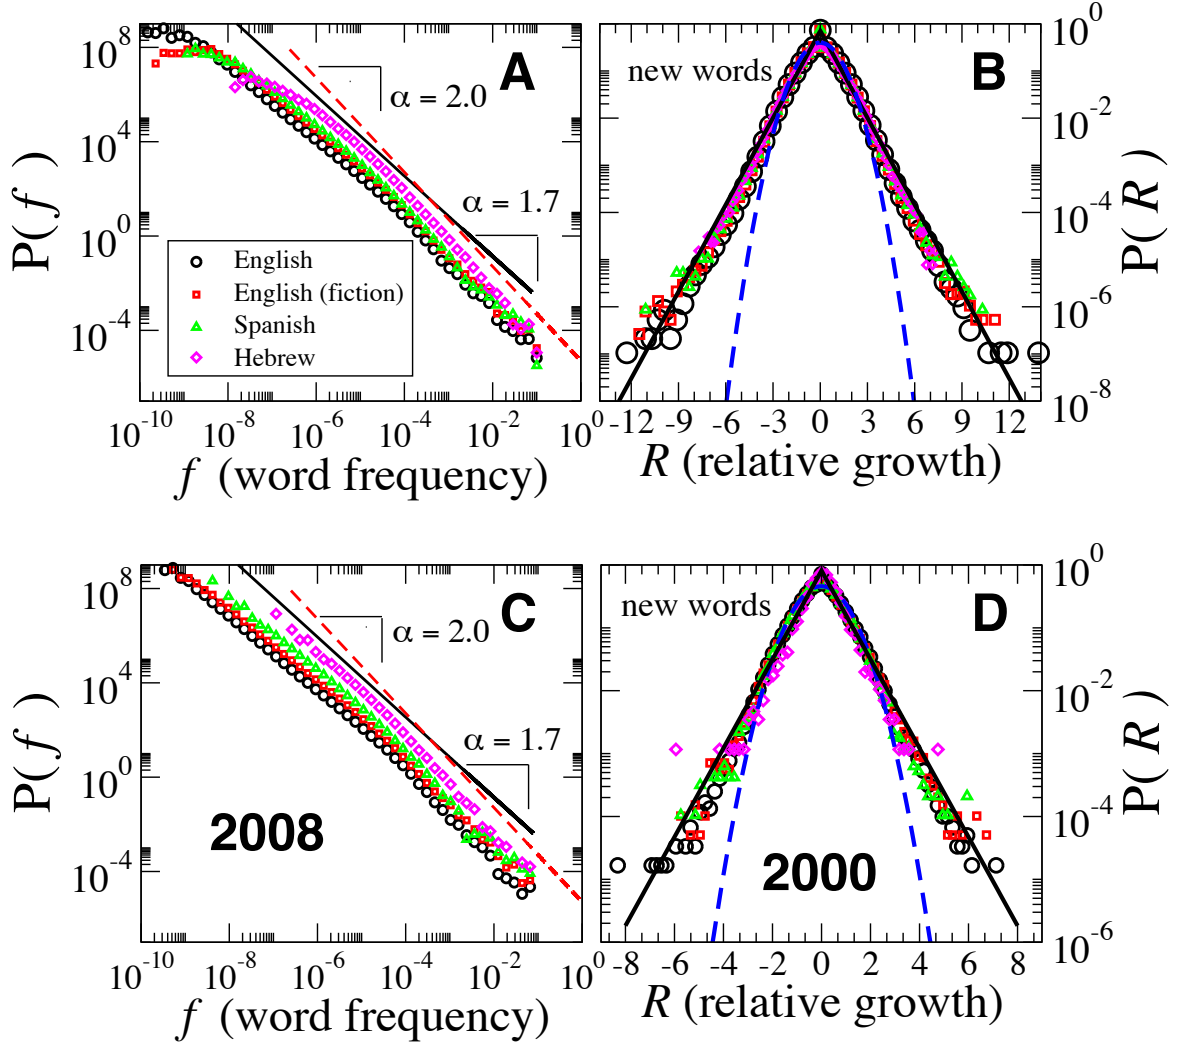 A
α = 2.0
α = 1.7
P(f)
10^8
10^4
10^0
10^-4
English
English (fiction)
Spanish
Hebrew
10^-10 10^-8 10^-6 10^-4 10^-2 10^0
f (word frequency)
B
new words
10^0
10^-2
10^-4
10^-6
10^-8
P(R)
-12 -9 -6 -3 0 3 6 9 12
R (relative growth)
C
α = 2.0
α = 1.7
P(f)
10^8
10^4
10^0
10^-4
2008
10^-10 10^-8 10^-6 10^-4 10^-2 10^0
f (word frequency)
D
new words
10^0
10^-2
10^-4
10^-6
P(R)
2000
-8 -6 -4 -2 0 2 4 6 8
R (relative growth)